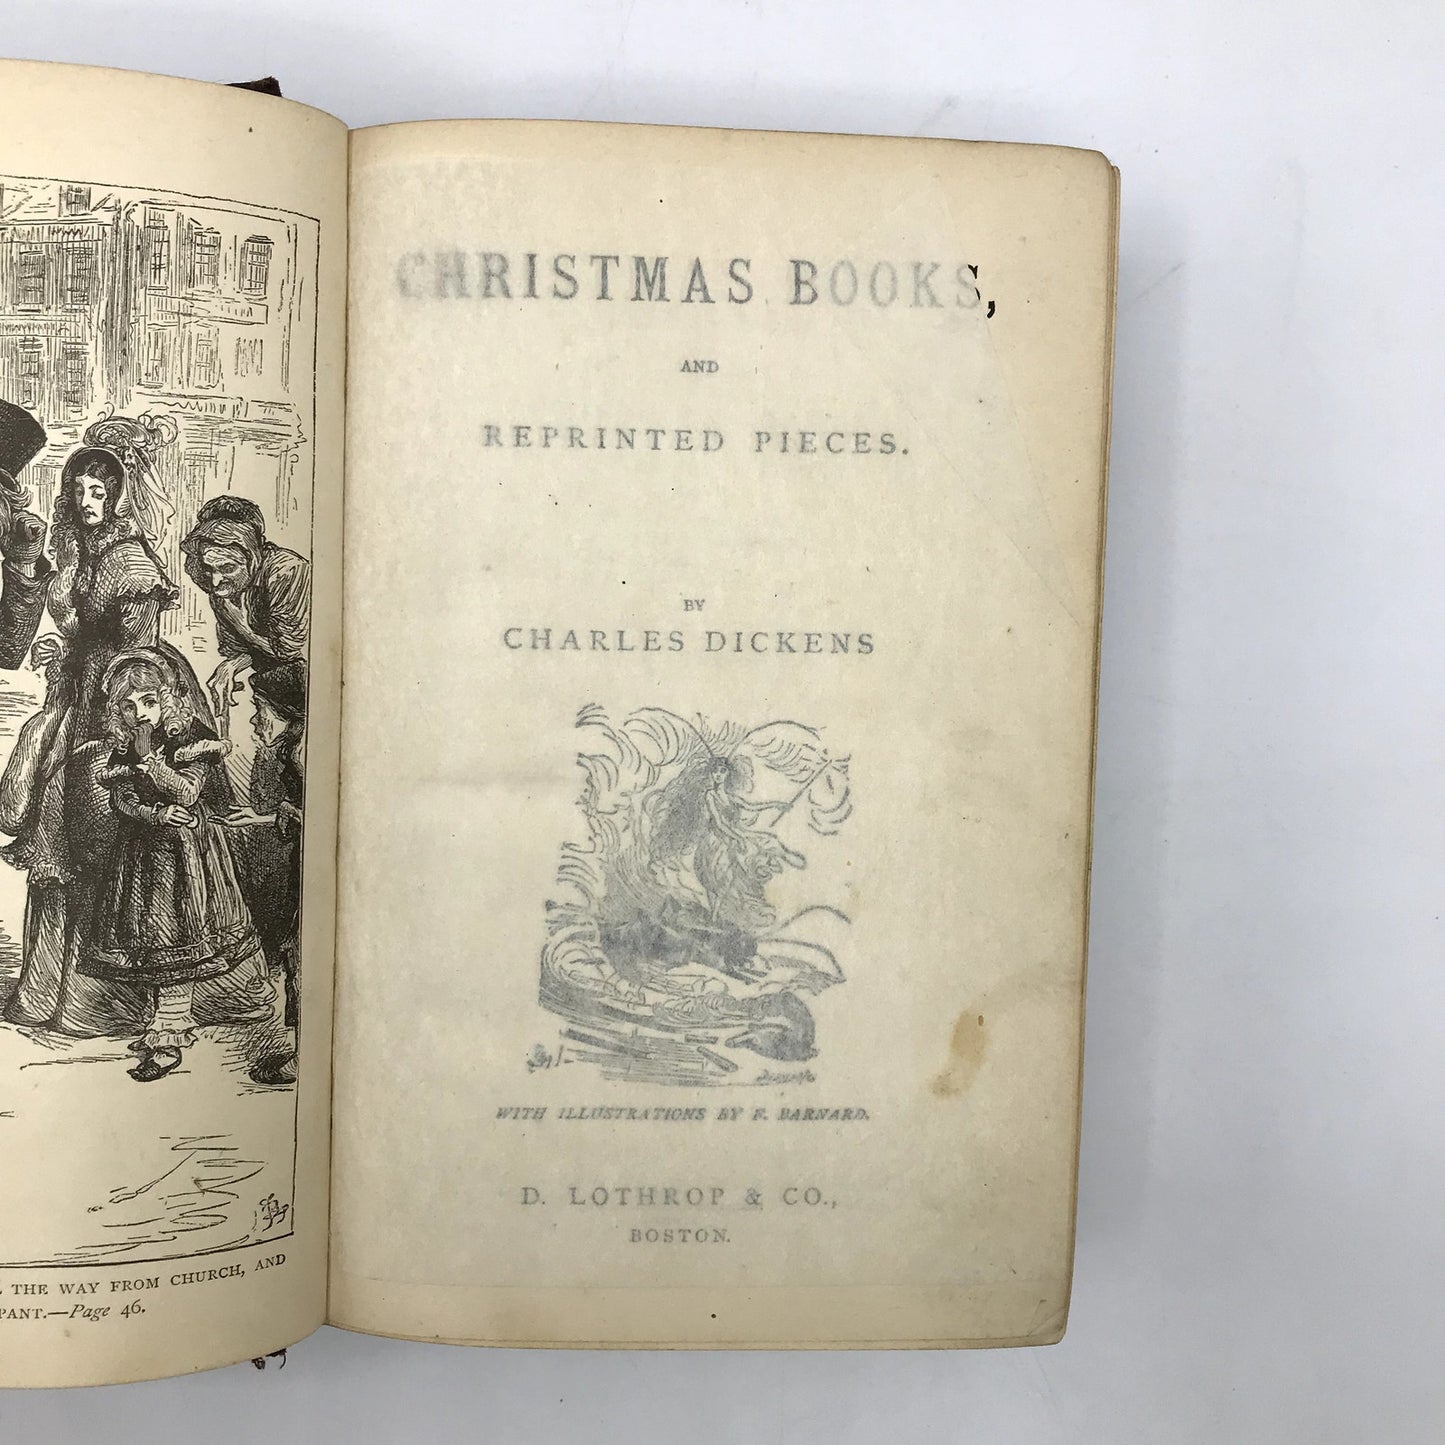 THE WAY FROM CHURCH, AND
PANT.—Page 46.
CHRISTMAS BOOKS,
AND
REPRINTED PIECES.
BY
CHARLES DICKENS
WITH ILLUSTRATIONS BY F. BARNARD.
D. LOTHROP & CO.,
BOSTON.